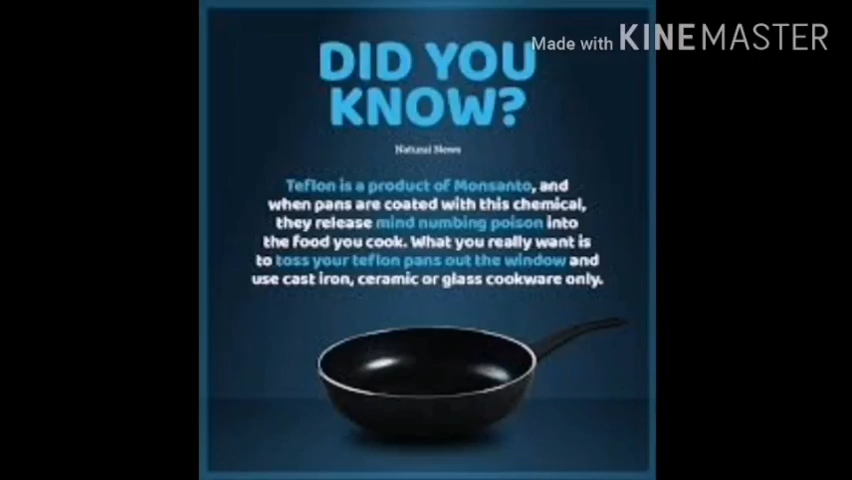 Made with KINEMASTER
DID YOU
KNOW?
Natural News
Teflon is a product of Monsanto, and
when pans are coated with this chemical,
they release mind numbing poison into
the food you cook. What you really want is
to toss your teflon pans out the window and
use cast iron, ceramic or glass cookware only.